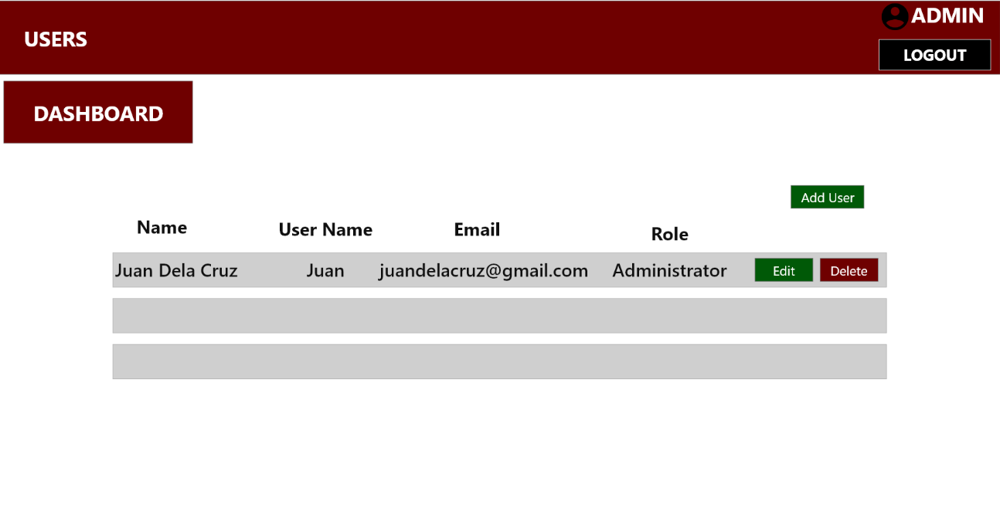 USERS
ADMIN
LOGOUT
DASHBOARD
Add User
Name User Name Email Role
Juan Dela Cruz Juan juandelacruz@gmail.com Administrator Edit Delete